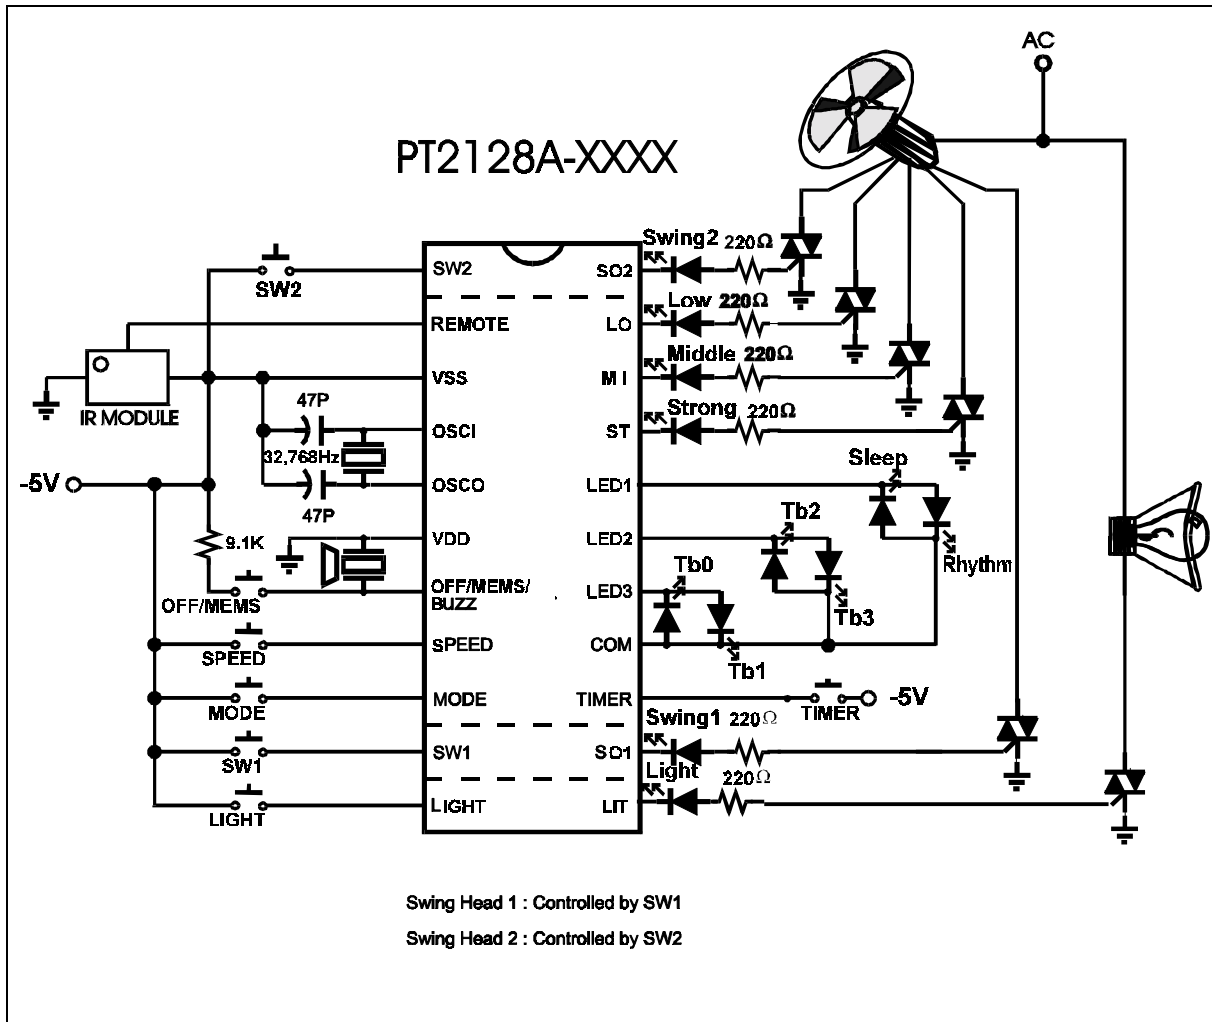 AC
PT2128A-XXXX
SW2
REMOTE
VSS
OSCI
OSCO
VDD
OFF/MEMS/
BUZZ
SPEED
MODE
SW1
LIGHT
SO2
LO
MI
ST
LED1
LED2
LED3
COM
TIMER
SO1
LIT
SW2
IR MODULE
47P
32,768Hz
47P
-5V
9.1K
OFF/MEMS
SPEED
MODE
SW1
LIGHT
Swing2 220Ω
Low 220Ω
Middle 220Ω
Strong 220Ω
Sleep
Rhythm
Tb2
Tb3
Tb0
Tb1
TIMER
-5V
Swing1 220Ω
Light 220Ω
Swing Head 1 : Controlled by SW1
Swing Head 2 : Controlled by SW2